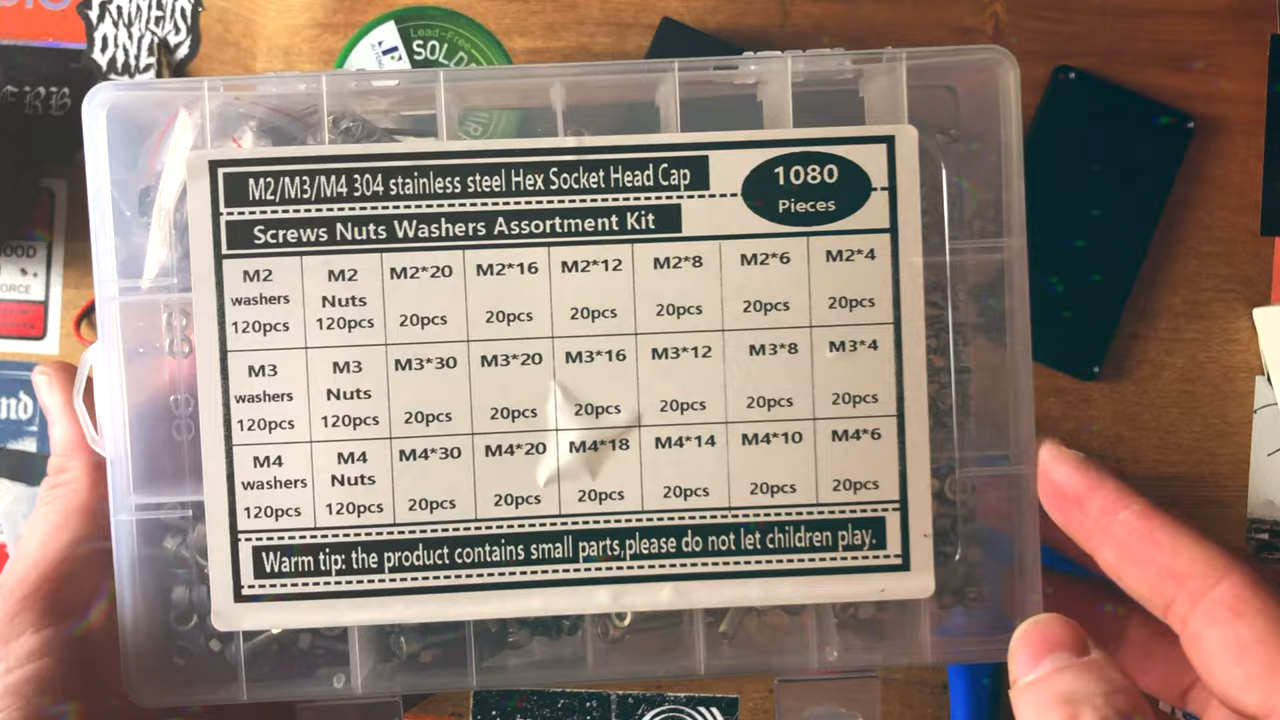 PANELS
ONLY
Lead-Free
SOLD
M2/M3/M4 304 stainless steel Hex Socket Head Cap
Screws Nuts Washers Assortment Kit
1080
Pieces
M2 washers 120pcs
M2 Nuts 120pcs
M2*20 20pcs
M2*16 20pcs
M2*12 20pcs
M2*8 20pcs
M2*6 20pcs
M2*4 20pcs
M3 washers 120pcs
M3 Nuts 120pcs
M3*30 20pcs
M3*20 20pcs
M3*16 20pcs
M3*12 20pcs
M3*8 20pcs
M3*4 20pcs
M4 washers 120pcs
M4 Nuts 120pcs
M4*30 20pcs
M4*20 20pcs
M4*18 20pcs
M4*14 20pcs
M4*10 20pcs
M4*6 20pcs
Warm tip: the product contains small parts,please do not let children play.